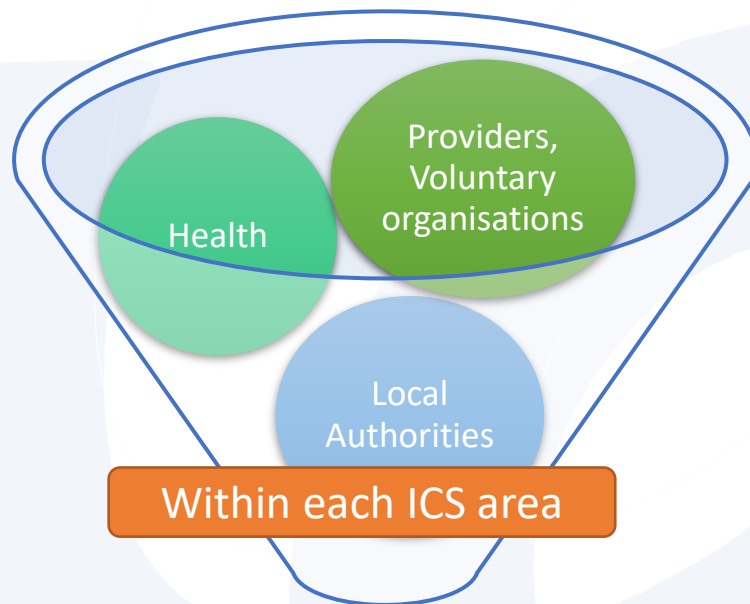 Providers,
Voluntary
organisations
Health
Local
Authorities
Within each ICS area